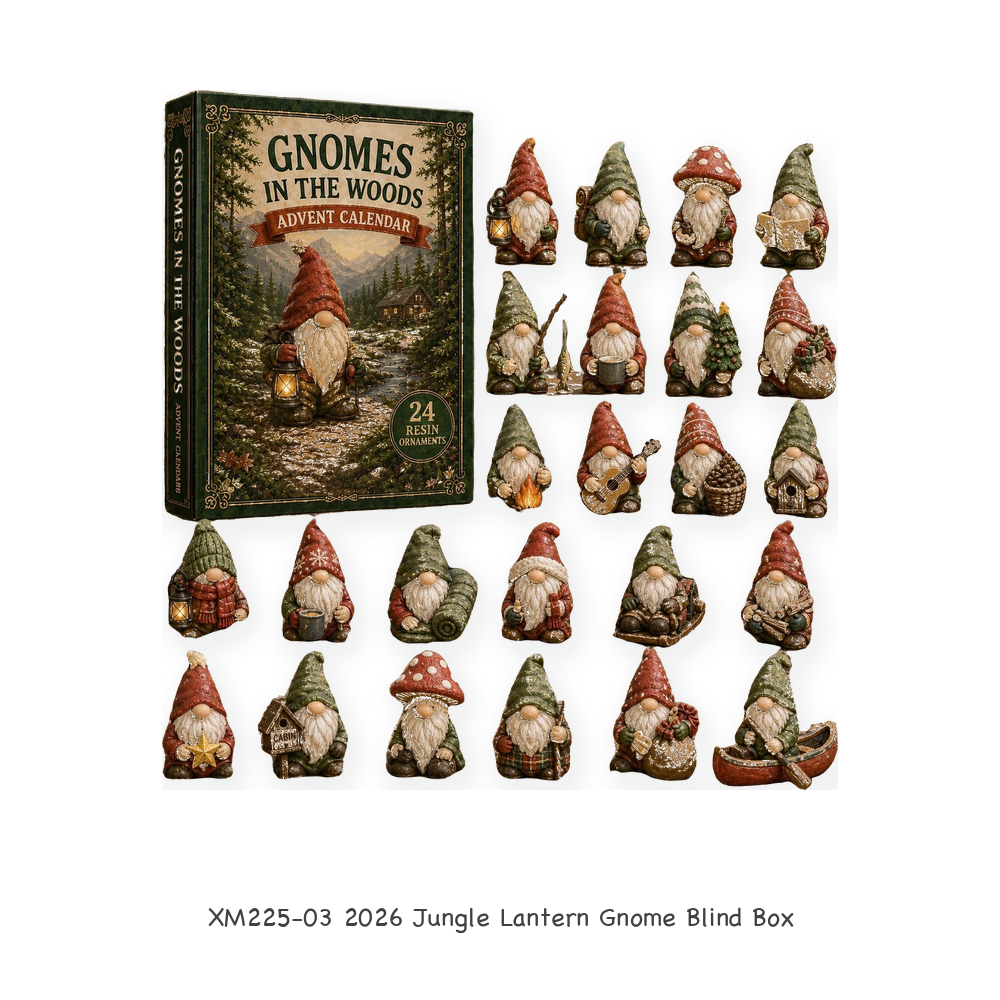 GNOMES
IN THE WOODS
ADVENT CALENDAR
24
RESIN
ORNAMENTS
GNOMES IN THE WOODS
ADVENT CALENDARS
CABIN
XM225-03 2026 Jungle Lantern Gnome Blind Box